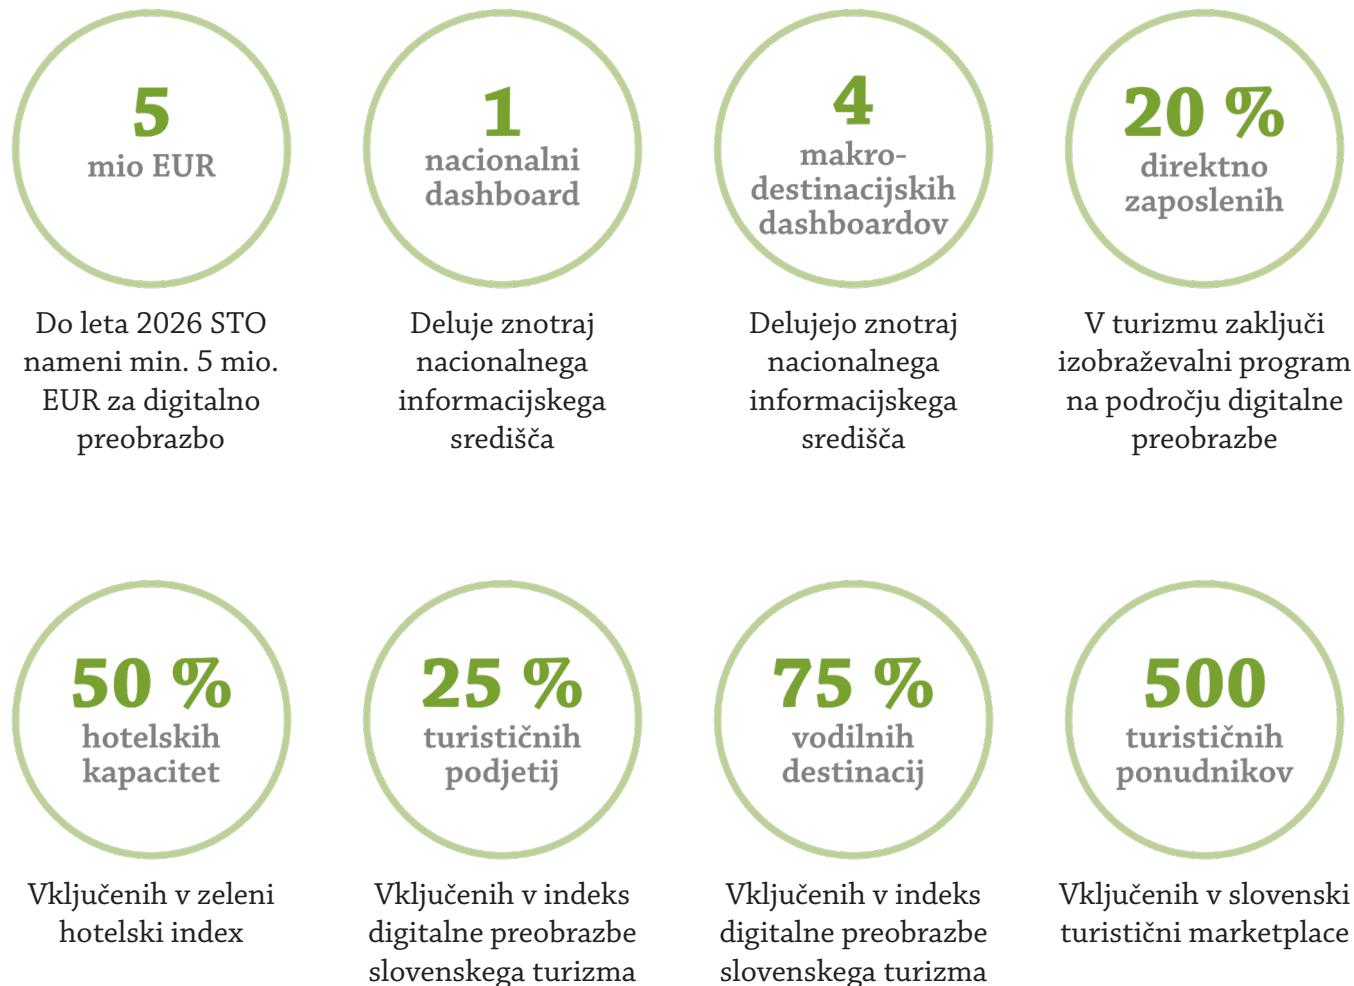 5
mio EUR
Do leta 2026 STO
nameni min. 5 mio.
EUR za digitalno
preobrazbo
1
nacionalni
dashboard
Deluje znotraj
nacionalnega
informacijskega
središča
4
makro-
destinacijskih
dashboardov
Delujejo znotraj
nacionalnega
informacijskega
središča
20 %
direktno
zaposlenih
V turizmu zaključi
izobraževalni program
na področju digitalne
preobrazbe
50 %
hotelskih
kapacitet
Vključenih v zeleni
hotelski index
25 %
turističnih
podjetij
Vključenih v indeks
digitalne preobrazbe
slovenskega turizma
75 %
vodilnih
destinacij
Vključenih v indeks
digitalne preobrazbe
slovenskega turizma
500
turističnih
ponudnikov
Vključenih v slovenski
turistični marketplace